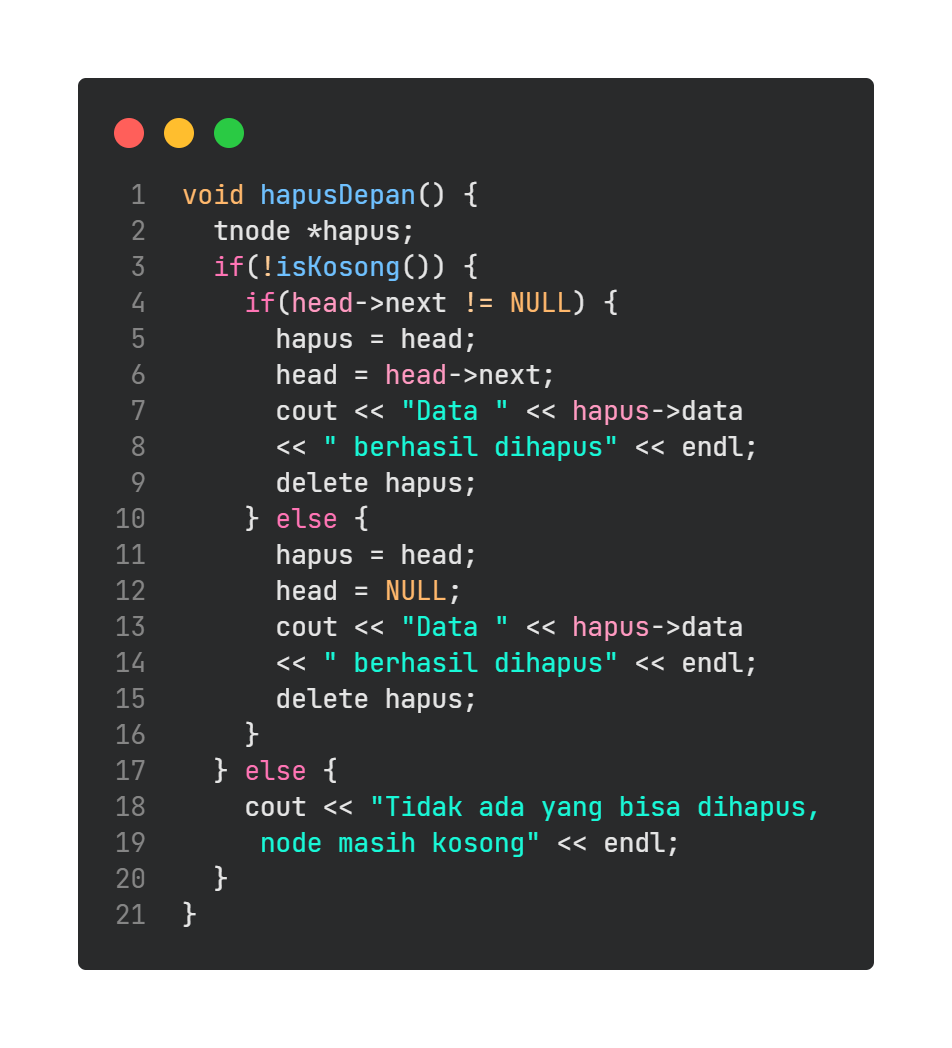 1 void hapusDepan() {
2   tnode *hapus;
3   if(!isKosong()) {
4     if(head->next != NULL) {
5       hapus = head;
6       head = head->next;
7       cout << "Data " << hapus->data
8       << " berhasil dihapus" << endl;
9       delete hapus;
10     } else {
11       hapus = head;
12       head = NULL;
13       cout << "Data " << hapus->data
14       << " berhasil dihapus" << endl;
15       delete hapus;
16     }
17   } else {
18     cout << "Tidak ada yang bisa dihapus,
19      node masih kosong" << endl;
20   }
21 }